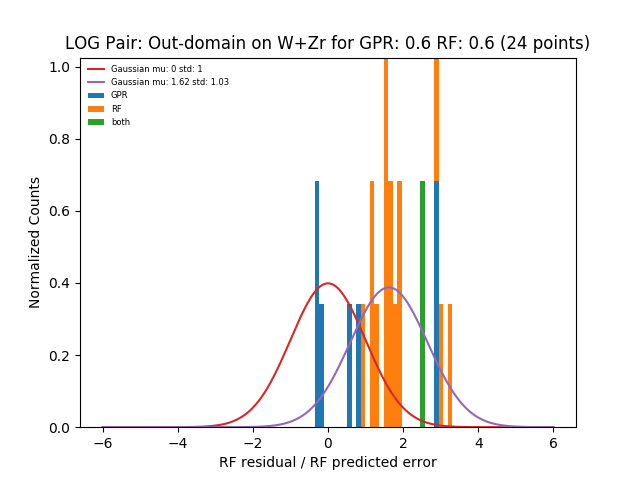 LOG Pair: Out-domain on W+Zr for GPR: 0.6 RF: 0.6 (24 points)
Gaussian mu: 0 std: 1
Gaussian mu: 1.62 std: 1.03
GPR
RF
both
1.0
0.8
0.6
0.4
0.2
0.0
Normalized Counts
−6 −4 −2 0 2 4 6
RF residual / RF predicted error